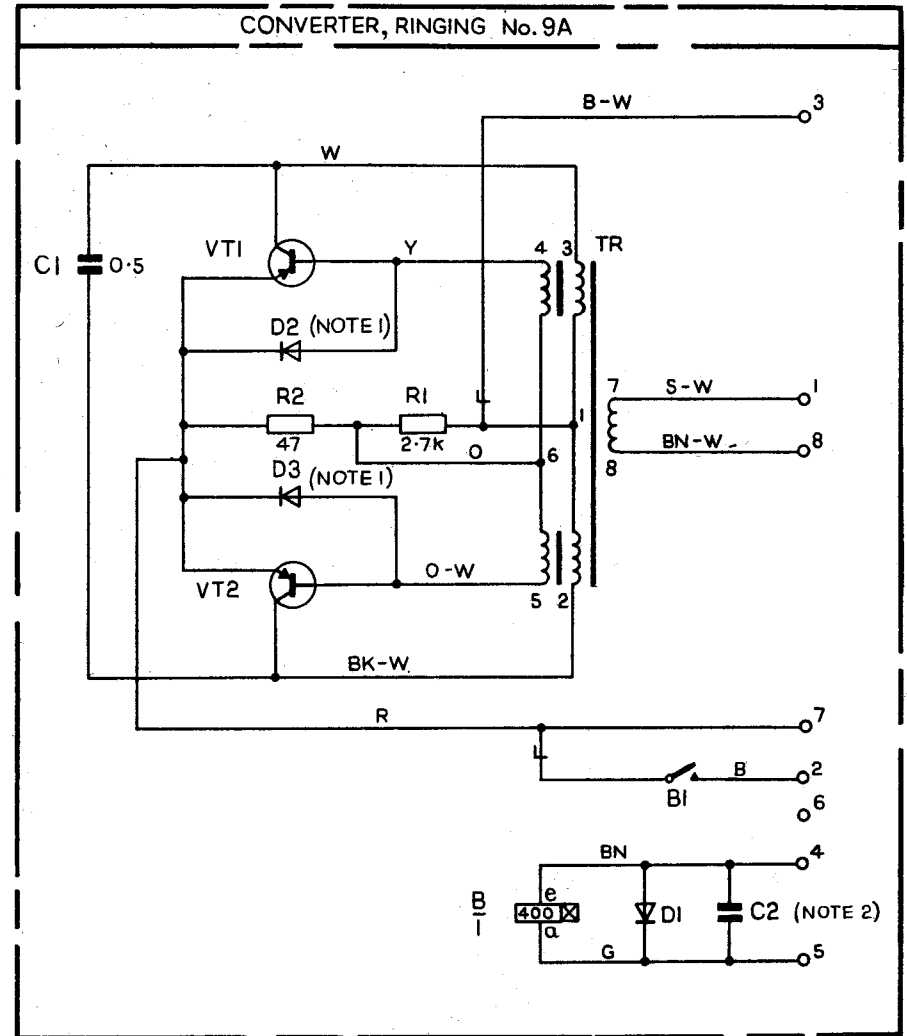 CONVERTER, RINGING No. 9A
B-W
3
W
VT1
Y
4 3 TR
C1 0·5
D2 (NOTE 1)
R2
R1
L
7
S-W
1
47
2·7K
1
O
6
BN-W
8
8
D3 (NOTE 1)
VT2
O-W
5 2
BK-W
R
7
L
B
2
B1
6
BN
4
B
1
e
400
a
D1
C2 (NOTE 2)
G
5